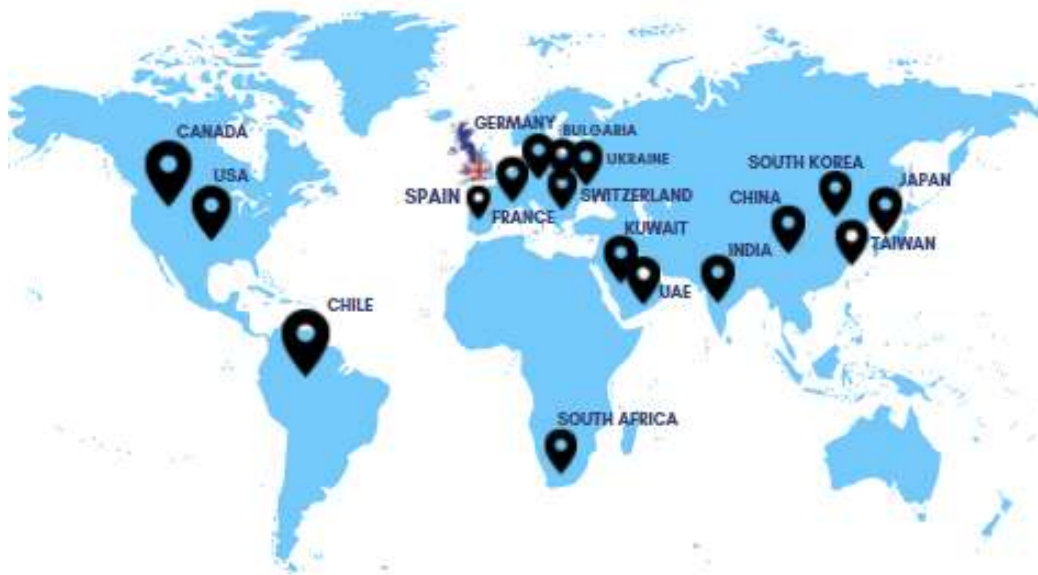 CANADA
USA
CHILE
GERMANY
BULGARIA
UKRAINE
SPAIN
SWITZERLAND
FRANCE
KUWAIT
UAE
INDIA
SOUTH KOREA
CHINA
JAPAN
TAIWAN
SOUTH AFRICA